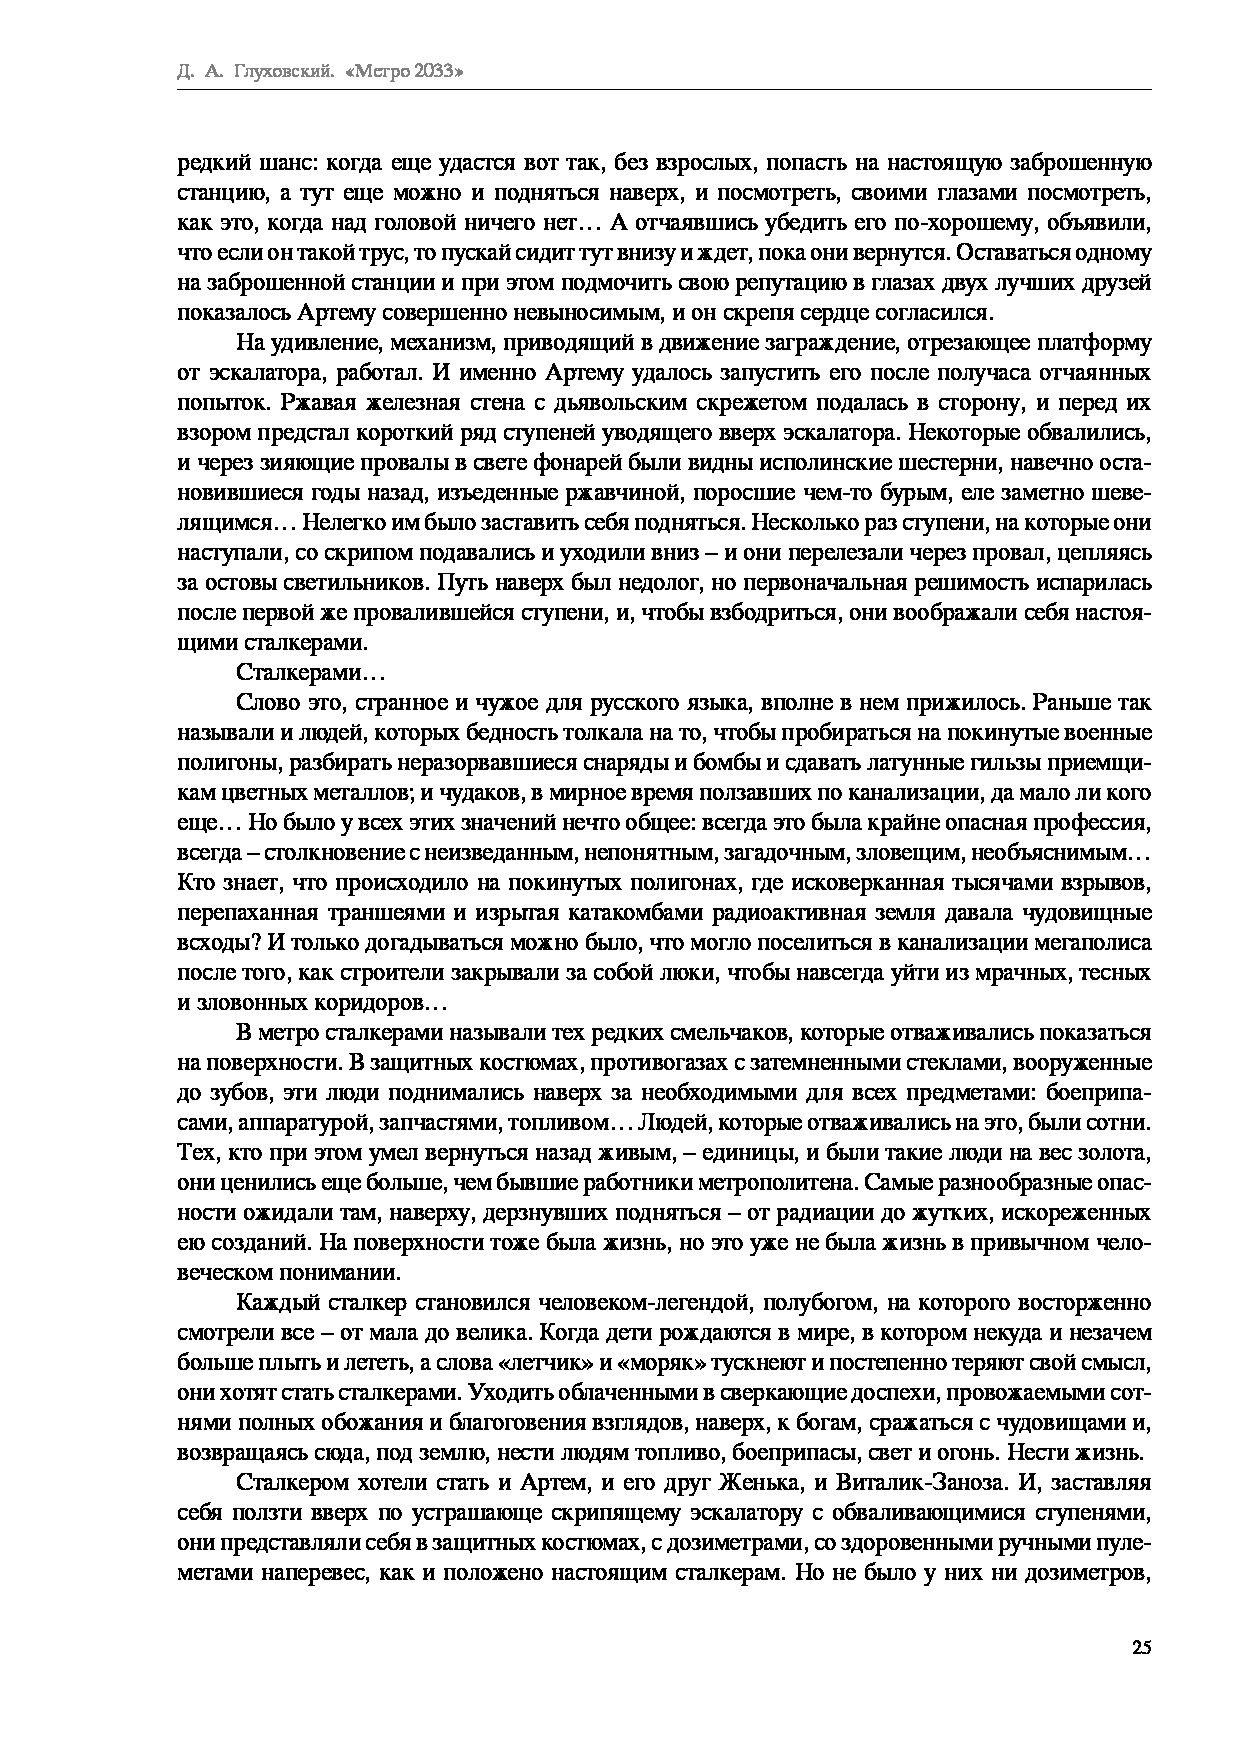 Д. А. Глуховский. «Метро 2033»
редкий шанс: когда еще удастся вот так, без взрослых, попасть на настоящую заброшенную
станцию, а тут еще можно и подняться наверх, и посмотреть, своими глазами посмотреть,
как это, когда над головой ничего нет… А отчаявшись убедить его по-хорошему, объявили,
что если он такой трус, то пускай сидит тут внизу и ждет, пока они вернутся. Оставаться одному
на заброшенной станции и при этом подмочить свою репутацию в глазах двух лучших друзей
показалось Артему совершенно невыносимым, и он скрепя сердце согласился.
На удивление, механизм, приводящий в движение заграждение, отрезающее платформу
от эскалатора, работал. И именно Артему удалось запустить его после получаса отчаянных
попыток. Ржавая железная стена с дьявольским скрежетом подалась в сторону, и перед их
взором предстал короткий ряд ступеней уводящего вверх эскалатора. Некоторые обвалились,
и через зияющие провалы в свете фонарей были видны исполинские шестерни, навечно оста-
новившиеся годы назад, изъеденные ржавчиной, поросшие чем-то бурым, еле заметно шеве-
лящимся… Нелегко им было заставить себя подняться. Несколько раз ступени, на которые они
наступали, со скрипом подавались и уходили вниз – и они перелезали через провал, цепляясь
за остовы светильников. Путь наверх был недолог, но первоначальная решимость испарилась
после первой же провалившейся ступени, и, чтобы взбодриться, они воображали себя настоя-
щими сталкерами.
Сталкерами…
Слово это, странное и чужое для русского языка, вполне в нем прижилось. Раньше так
называли и людей, которых бедность толкала на то, чтобы пробираться на покинутые военные
полигоны, разбирать неразорвавшиеся снаряды и бомбы и сдавать латунные гильзы приемщи-
кам цветных металлов; и чудаков, в мирное время ползавших по канализации, да мало ли кого
еще… Но было у всех этих значений нечто общее: всегда это была крайне опасная профессия,
всегда – столкновение с неизведанным, непонятным, загадочным, зловещим, необъяснимым…
Кто знает, что происходило на покинутых полигонах, где исковерканная тысячами взрывов,
перепаханная траншеями и изрытая катакомбами радиоактивная земля давала чудовищные
всходы? И только догадываться можно было, что могло поселиться в канализации мегаполиса
после того, как строители закрывали за собой люки, чтобы навсегда уйти из мрачных, тесных
и зловонных коридоров…
В метро сталкерами называли тех редких смельчаков, которые отваживались показаться
на поверхности. В защитных костюмах, противогазах с затемненными стеклами, вооруженные
до зубов, эти люди поднимались наверх за необходимыми для всех предметами: боеприпа-
сами, аппаратурой, запчастями, топливом… Людей, которые отваживались на это, были сотни.
Тех, кто при этом умел вернуться назад живым, – единицы, и были такие люди на вес золота,
они ценились еще больше, чем бывшие работники метрополитена. Самые разнообразные опас-
ности ожидали там, наверху, дерзнувших подняться – от радиации до жутких, искореженных
ею созданий. На поверхности тоже была жизнь, но это уже не была жизнь в привычном чело-
веческом понимании.
Каждый сталкер становился человеком-легендой, полубогом, на которого восторженно
смотрели все – от мала до велика. Когда дети рождаются в мире, в котором некуда и незачем
больше плыть и лететь, а слова «летчик» и «моряк» тускнеют и постепенно теряют свой смысл,
они хотят стать сталкерами. Уходить облаченными в сверкающие доспехи, провожаемыми сот-
нями полных обожания и благоговения взглядов, наверх, к богам, сражаться с чудовищами и,
возвращаясь сюда, под землю, нести людям топливо, боеприпасы, свет и огонь. Нести жизнь.
Сталкером хотели стать и Артем, и его друг Женька, и Виталик-Заноза. И, заставляя
себя ползти вверх по устрашающе скрипящему эскалатору с обваливающимися ступенями,
они представляли себя в защитных костюмах, с дозиметрами, со здоровенными ручными пуле-
метами наперевес, как и положено настоящим сталкерам. Но не было у них ни дозиметров,
25